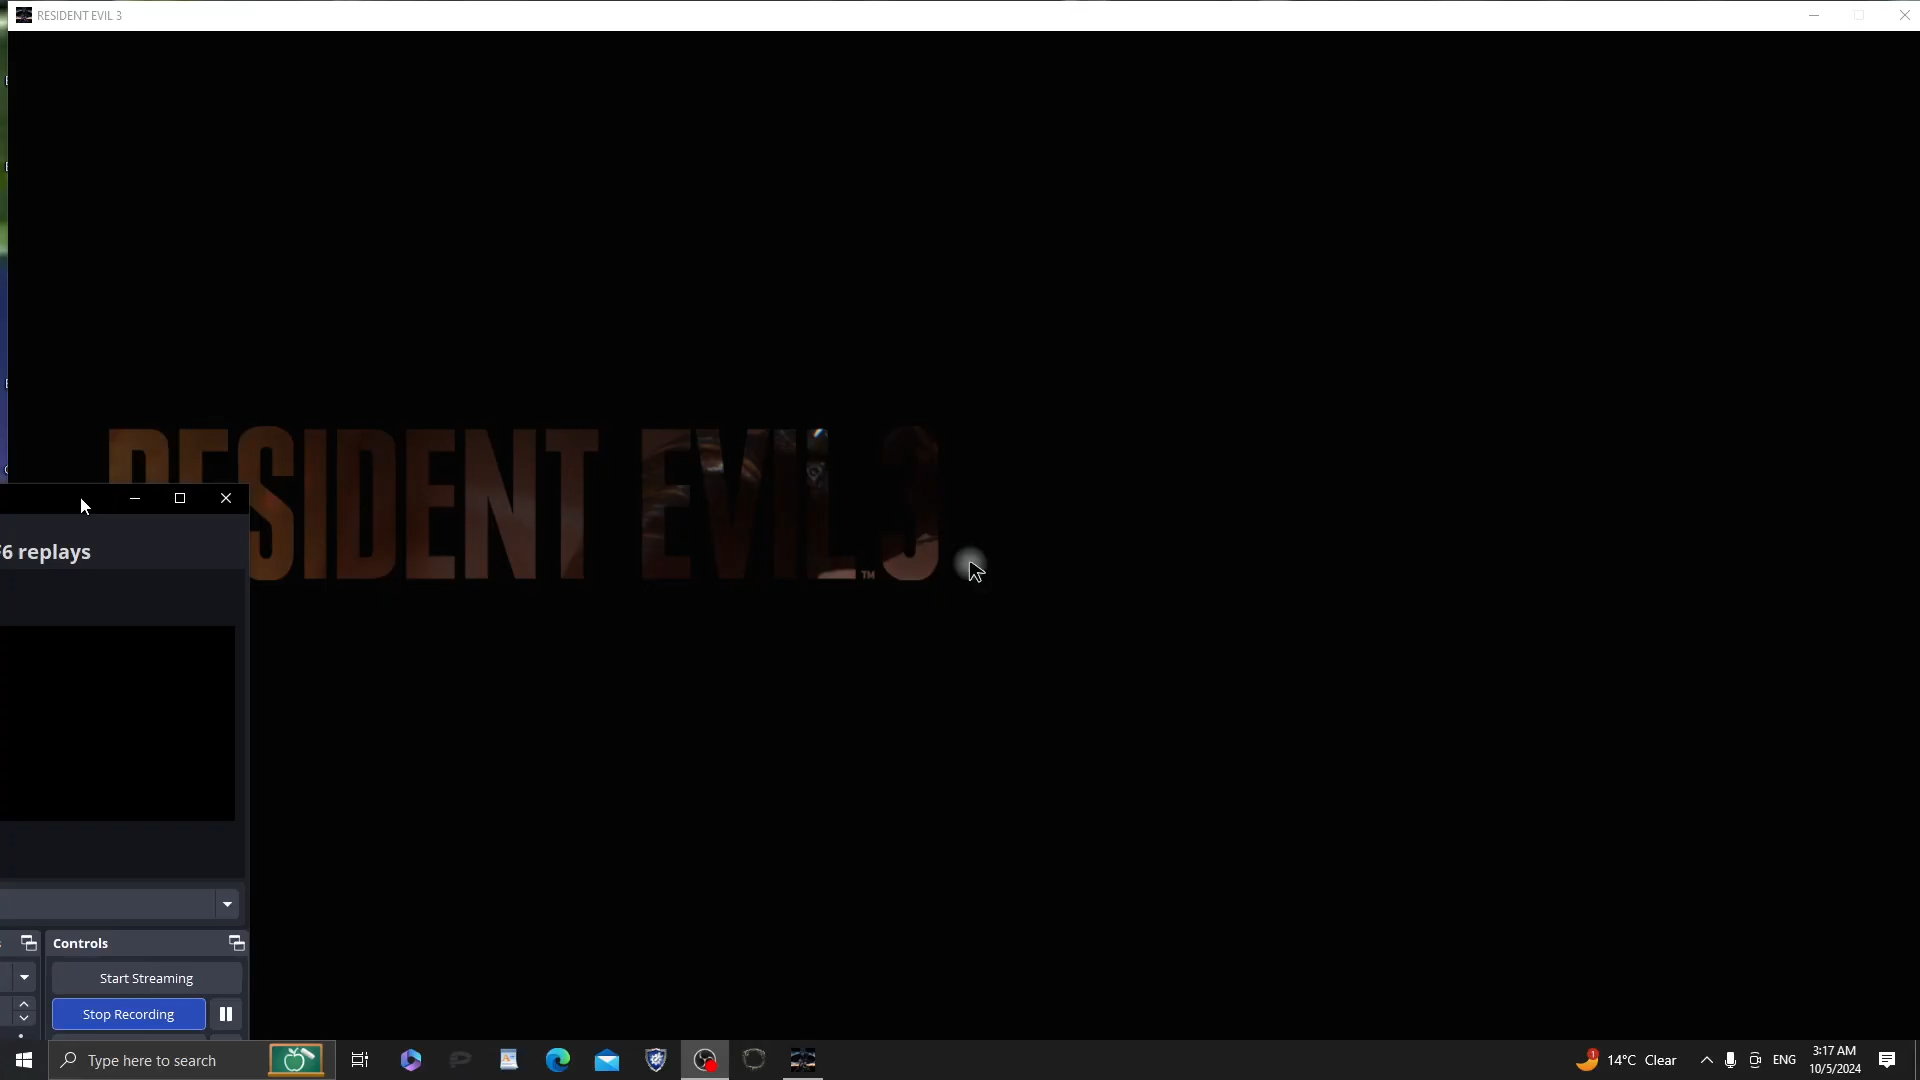 RESIDENT EVIL 3
RESIDENT EVIL 3
™
6 replays
Controls
Start Streaming
Stop Recording
Type here to search
1
14°C Clear
ENG
3:17 AM
10/5/2024